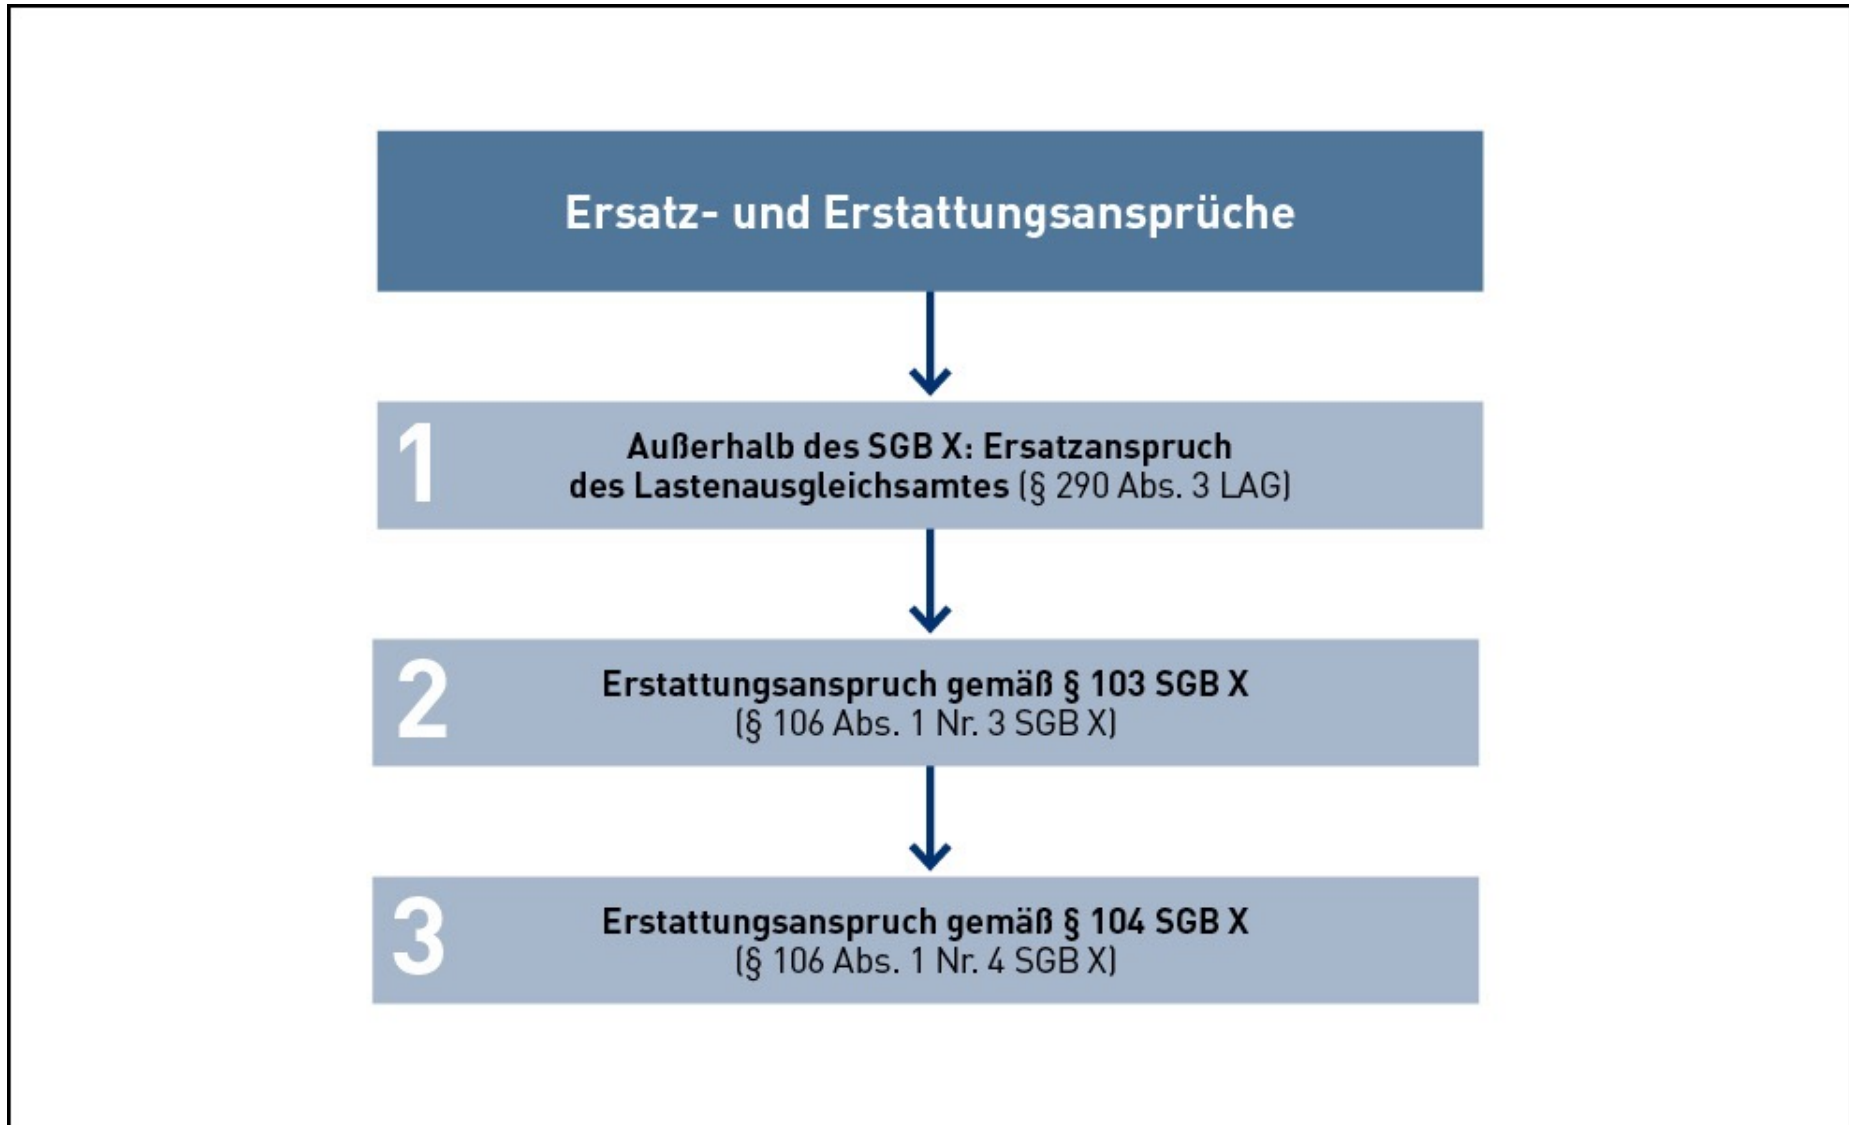 Ersatz- und Erstattungsansprüche
1
Außerhalb des SGB X: Ersatzanspruch
des Lastenausgleichsamtes (§ 290 Abs. 3 LAG)
2
Erstattungsanspruch gemäß § 103 SGB X
(§ 106 Abs. 1 Nr. 3 SGB X)
3
Erstattungsanspruch gemäß § 104 SGB X
(§ 106 Abs. 1 Nr. 4 SGB X)